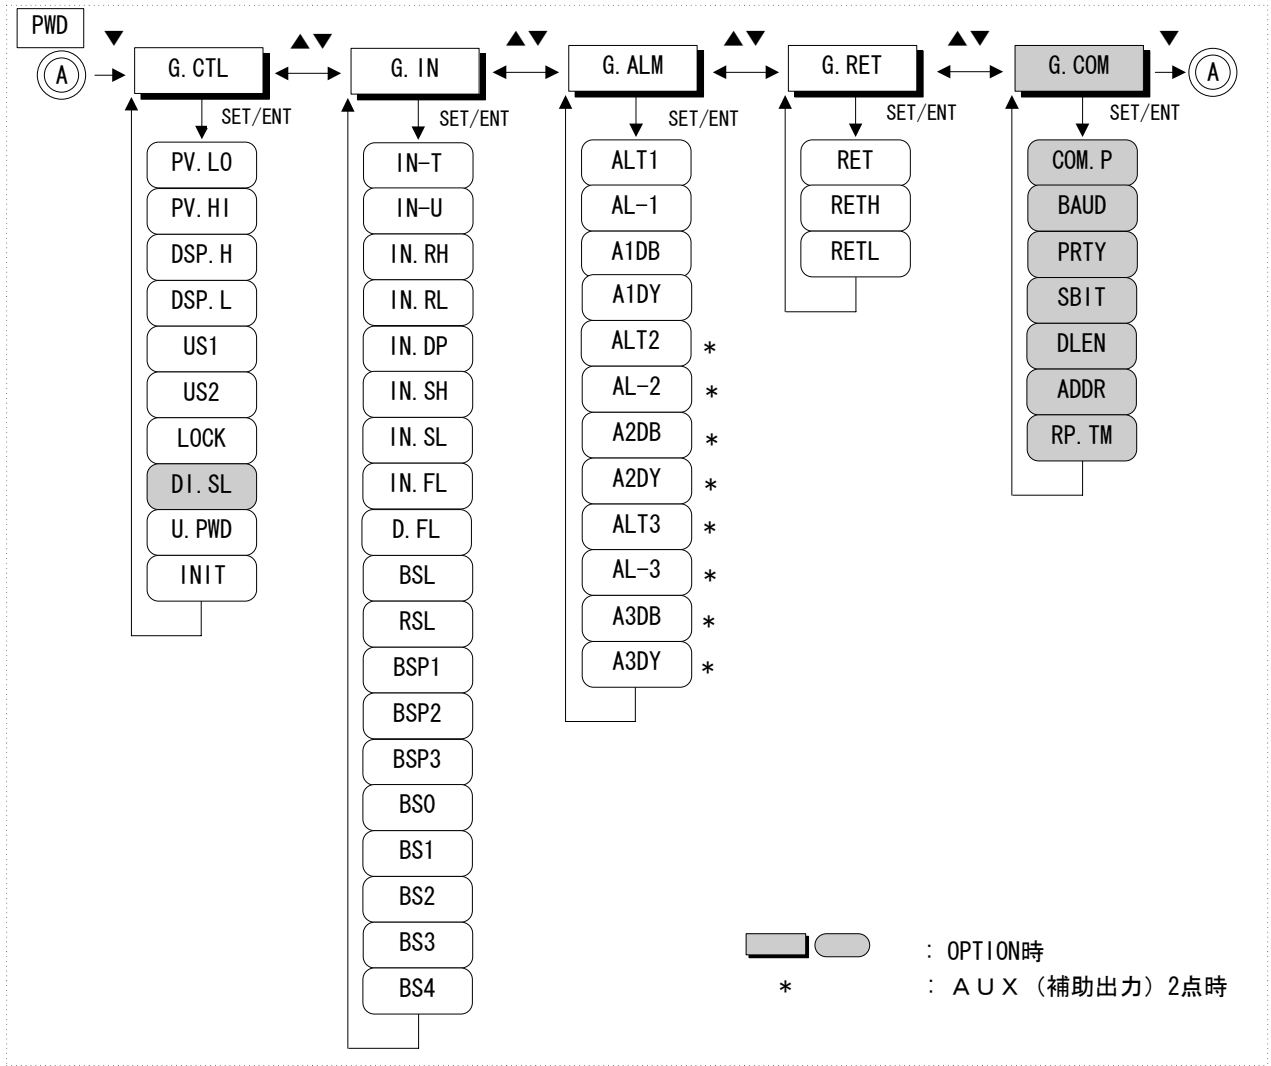 PWD
▼ ▲▼ ▲▼ ▲▼ ▲▼ ▼
A G.CTL G.IN G.ALM G.RET G.COM A
SET/ENT SET/ENT SET/ENT SET/ENT SET/ENT
PV.LO
PV.HI
DSP.H
DSP.L
US1
US2
LOCK
DI.SL
U.PWD
INIT
IN-T
IN-U
IN.RH
IN.RL
IN.DP
IN.SH
IN.SL
IN.FL
D.FL
BSL
RSL
BSP1
BSP2
BSP3
BS0
BS1
BS2
BS3
BS4
ALT1
AL-1
A1DB
A1DY
ALT2 *
AL-2 *
A2DB *
A2DY *
ALT3 *
AL-3 *
A3DB *
A3DY *
RET
RETH
RETL
COM.P
BAUD
PRTY
SBIT
DLEN
ADDR
RP.TM
: OPTION時
* : AUX（補助出力）2点時